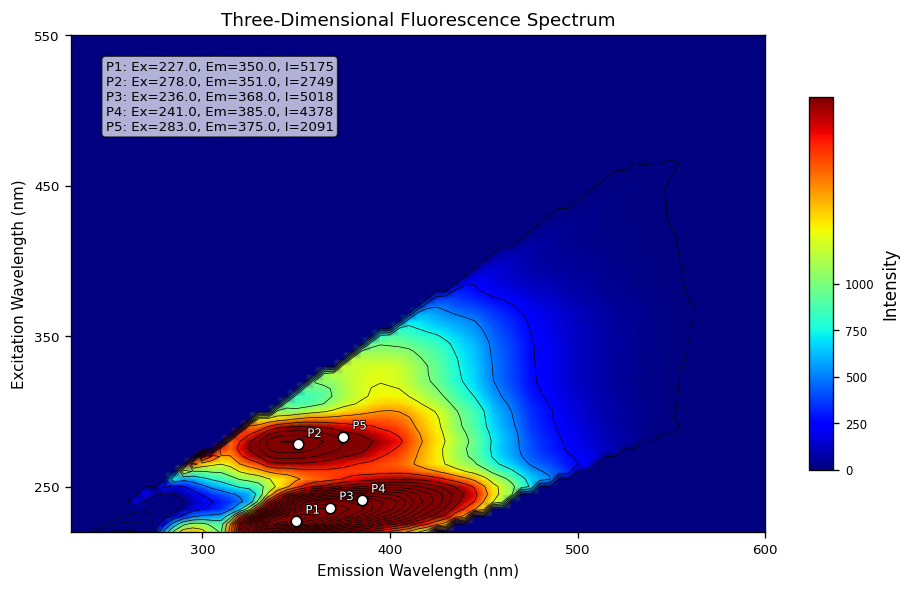 Three-Dimensional Fluorescence Spectrum
550
450
350
250
Excitation Wavelength (nm)
P1: Ex=227.0, Em=350.0, I=5175
P2: Ex=278.0, Em=351.0, I=2749
P3: Ex=236.0, Em=368.0, I=5018
P4: Ex=241.0, Em=385.0, I=4378
P5: Ex=283.0, Em=375.0, I=2091
P5
P2
P4
P3
P1
300
400
500
600
Emission Wavelength (nm)
1000
750
500
250
0
Intensity